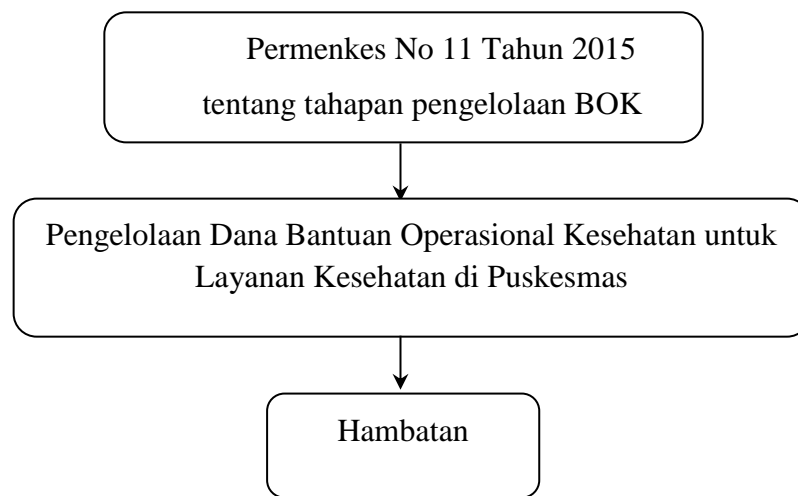 Permenkes No 11 Tahun 2015
tentang tahapan pengelolaan BOK
Pengelolaan Dana Bantuan Operasional Kesehatan untuk
Layanan Kesehatan di Puskesmas
Hambatan